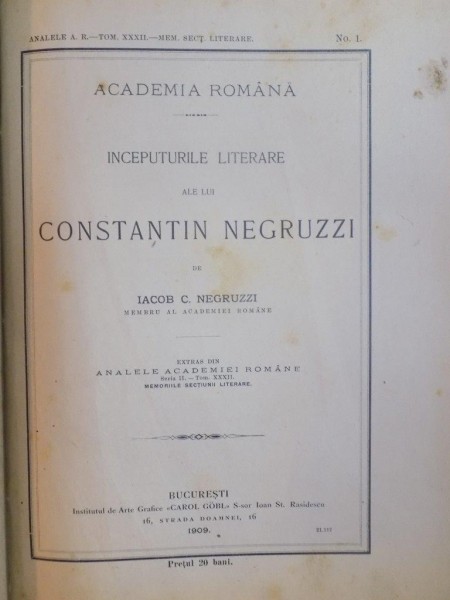 ANALELE A. R.—TOM. XXXII.—MEM. SECȚ. LITERARE. No. 1.
ACADEMIA ROMÂNĂ
INCEPUTURILE LITERARE
ALE LUI
CONSTANTIN NEGRUZZI
DE
IACOB C. NEGRUZZI
MEMBRU AL ACADEMIEI ROMÂNE
EXTRAS DIN
ANALELE ACADEMIEI ROMÂNE
Seria II. — Tom. XXXII.
MEMORIILE SECȚIUNII LITERARE.
BUCUREȘTI
Institutul de Arte Grafice «CAROL GÖBL» S-sor Ioan St. Rasidescu
16, STRADA DOAMNEI, 16
1909.
Prețul 20 bani.